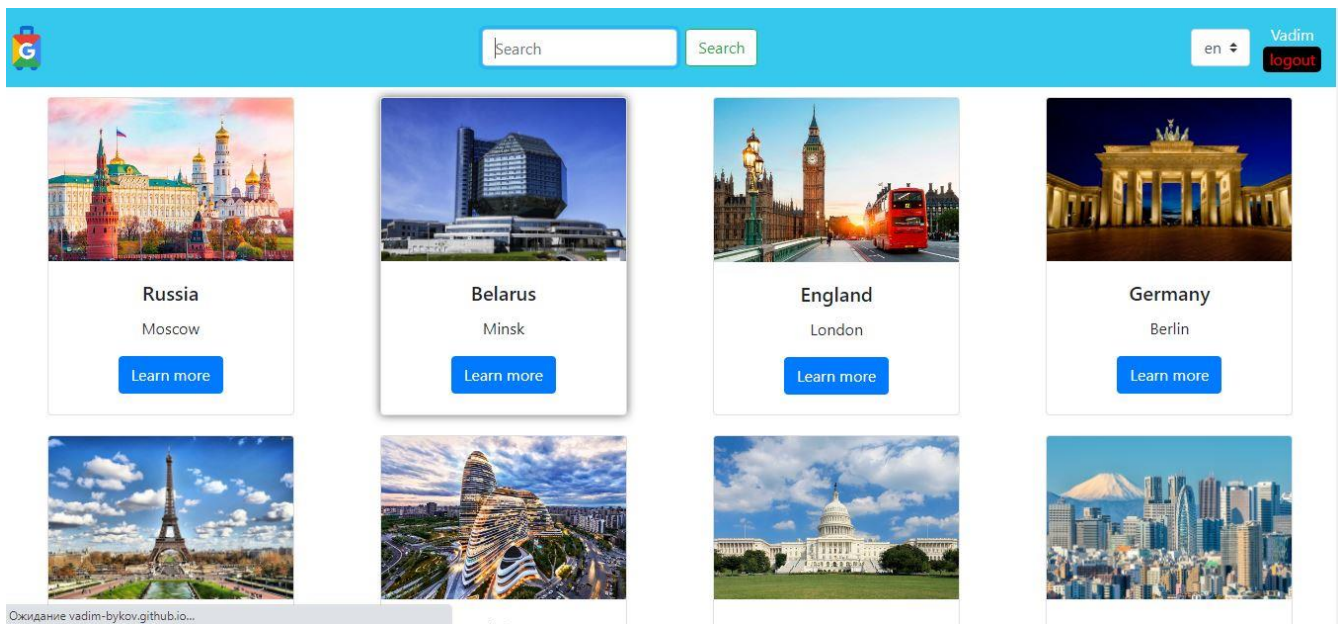 G
Search
Search
en
Vadim
logout
Russia
Moscow
Learn more
Belarus
Minsk
Learn more
England
London
Learn more
Germany
Berlin
Learn more
Ожидание vadim-bykov.github.io...